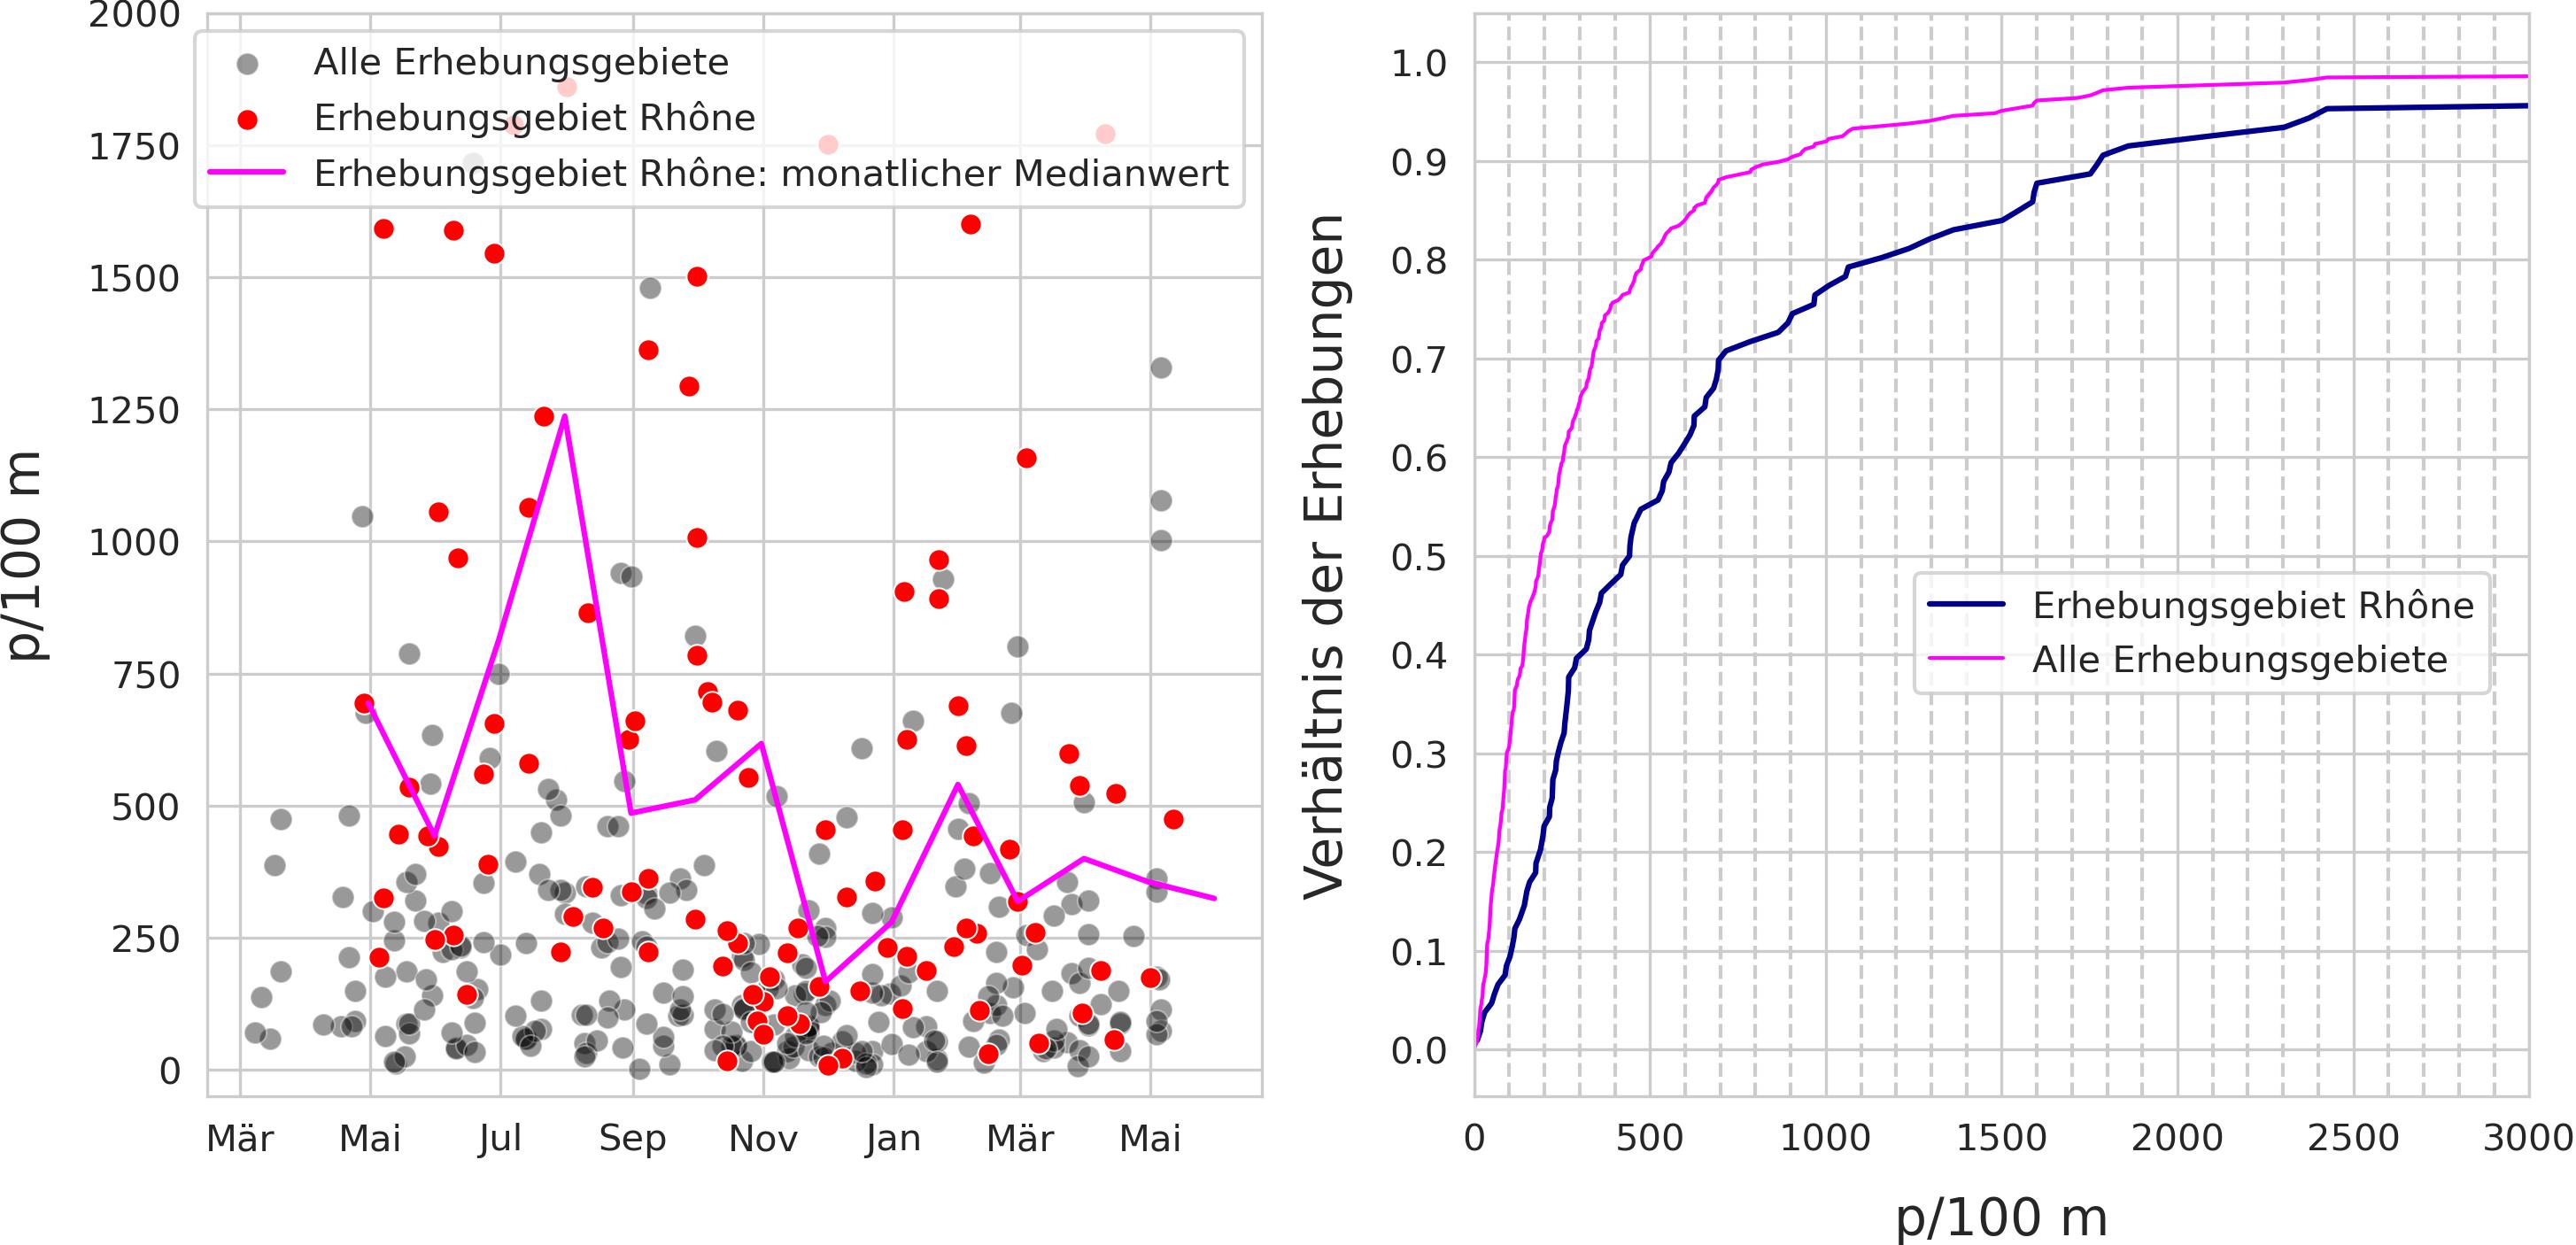 Alle Erhebungsgebiete
Erhebungsgebiet Rhône
Erhebungsgebiet Rhône: monatlicher Medianwert
p/100 m
2000
1750
1500
1250
1000
750
500
250
0
Mär Mai Jul Sep Nov Jan Mär Mai
Verhältnis der Erhebungen
1.0
0.9
0.8
0.7
0.6
0.5
0.4
0.3
0.2
0.1
0.0
Erhebungsgebiet Rhône
Alle Erhebungsgebiete
0 500 1000 1500 2000 2500 3000
p/100 m